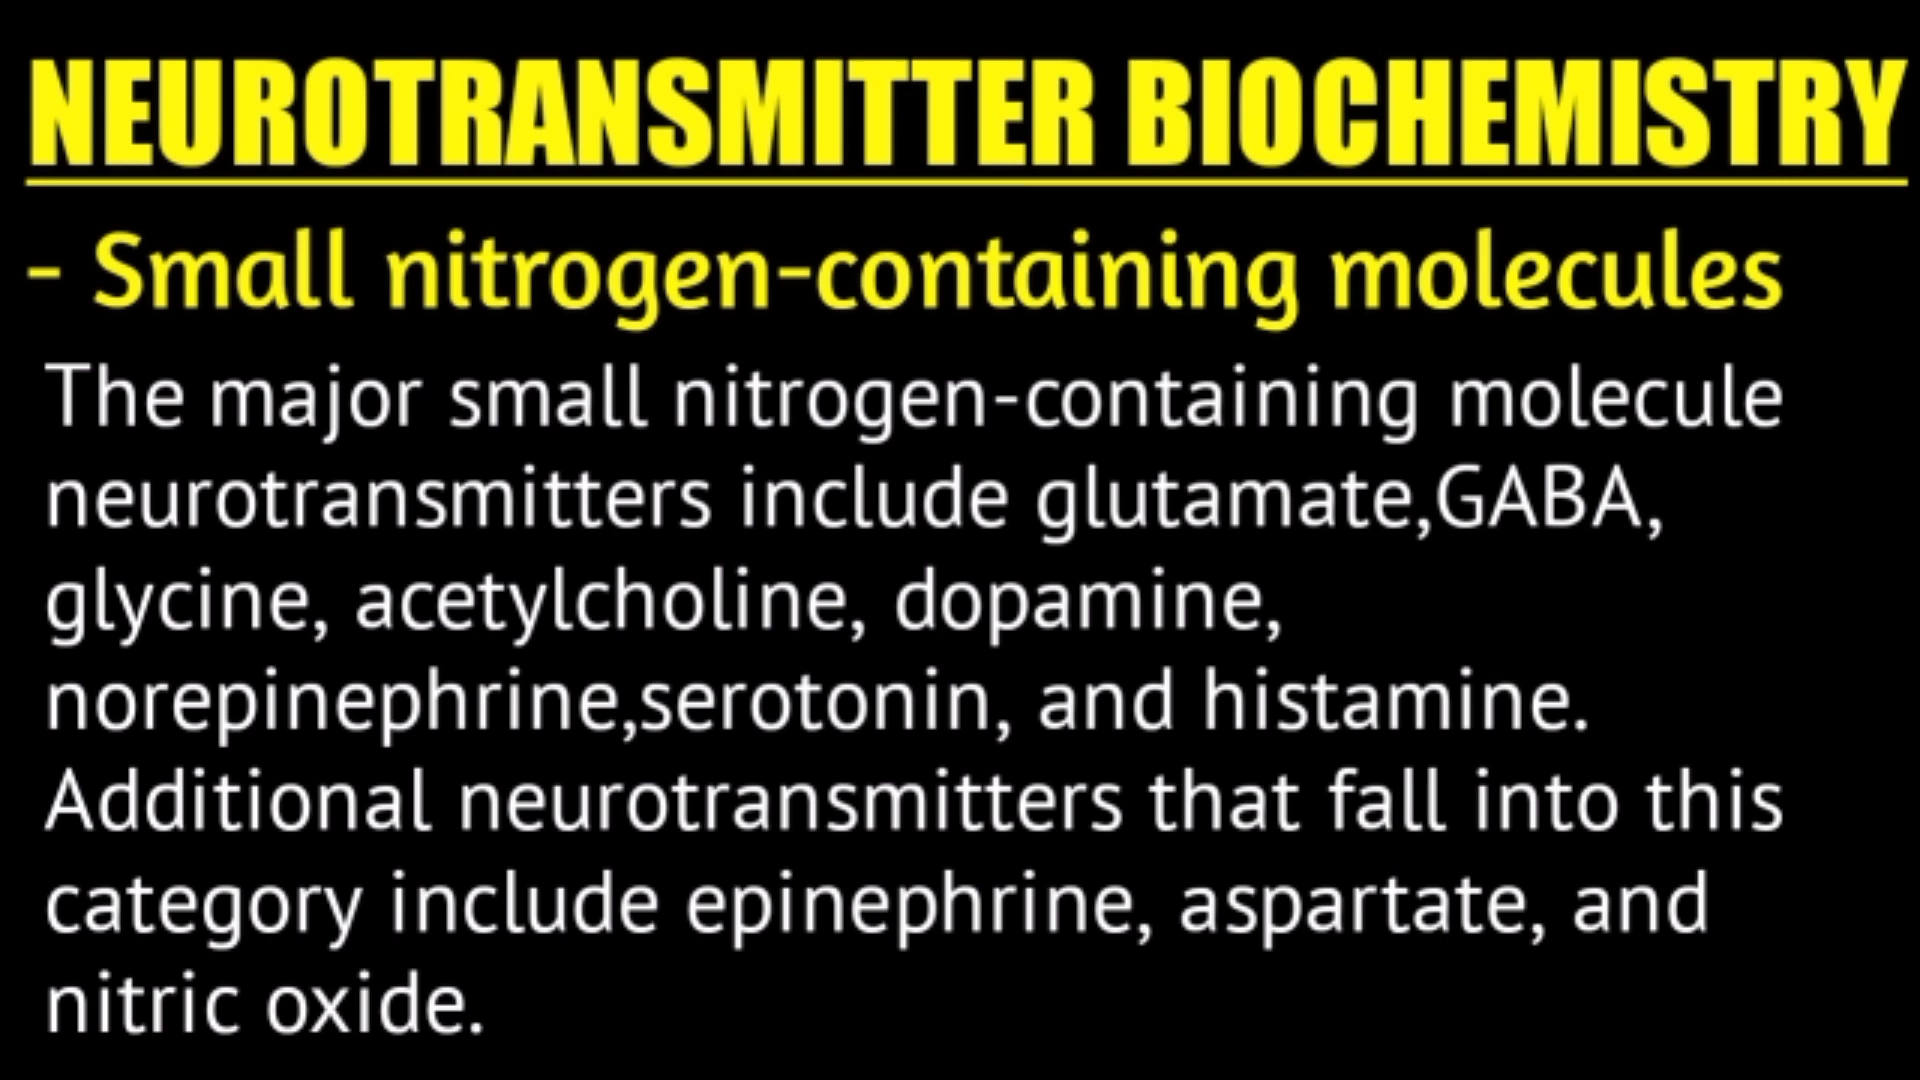 NEUROTRANSMITTER BIOCHEMISTRY
- Small nitrogen-containing molecules
The major small nitrogen-containing molecule
neurotransmitters include glutamate,GABA,
glycine, acetylcholine, dopamine,
norepinephrine,serotonin, and histamine.
Additional neurotransmitters that fall into this
category include epinephrine, aspartate, and
nitric oxide.